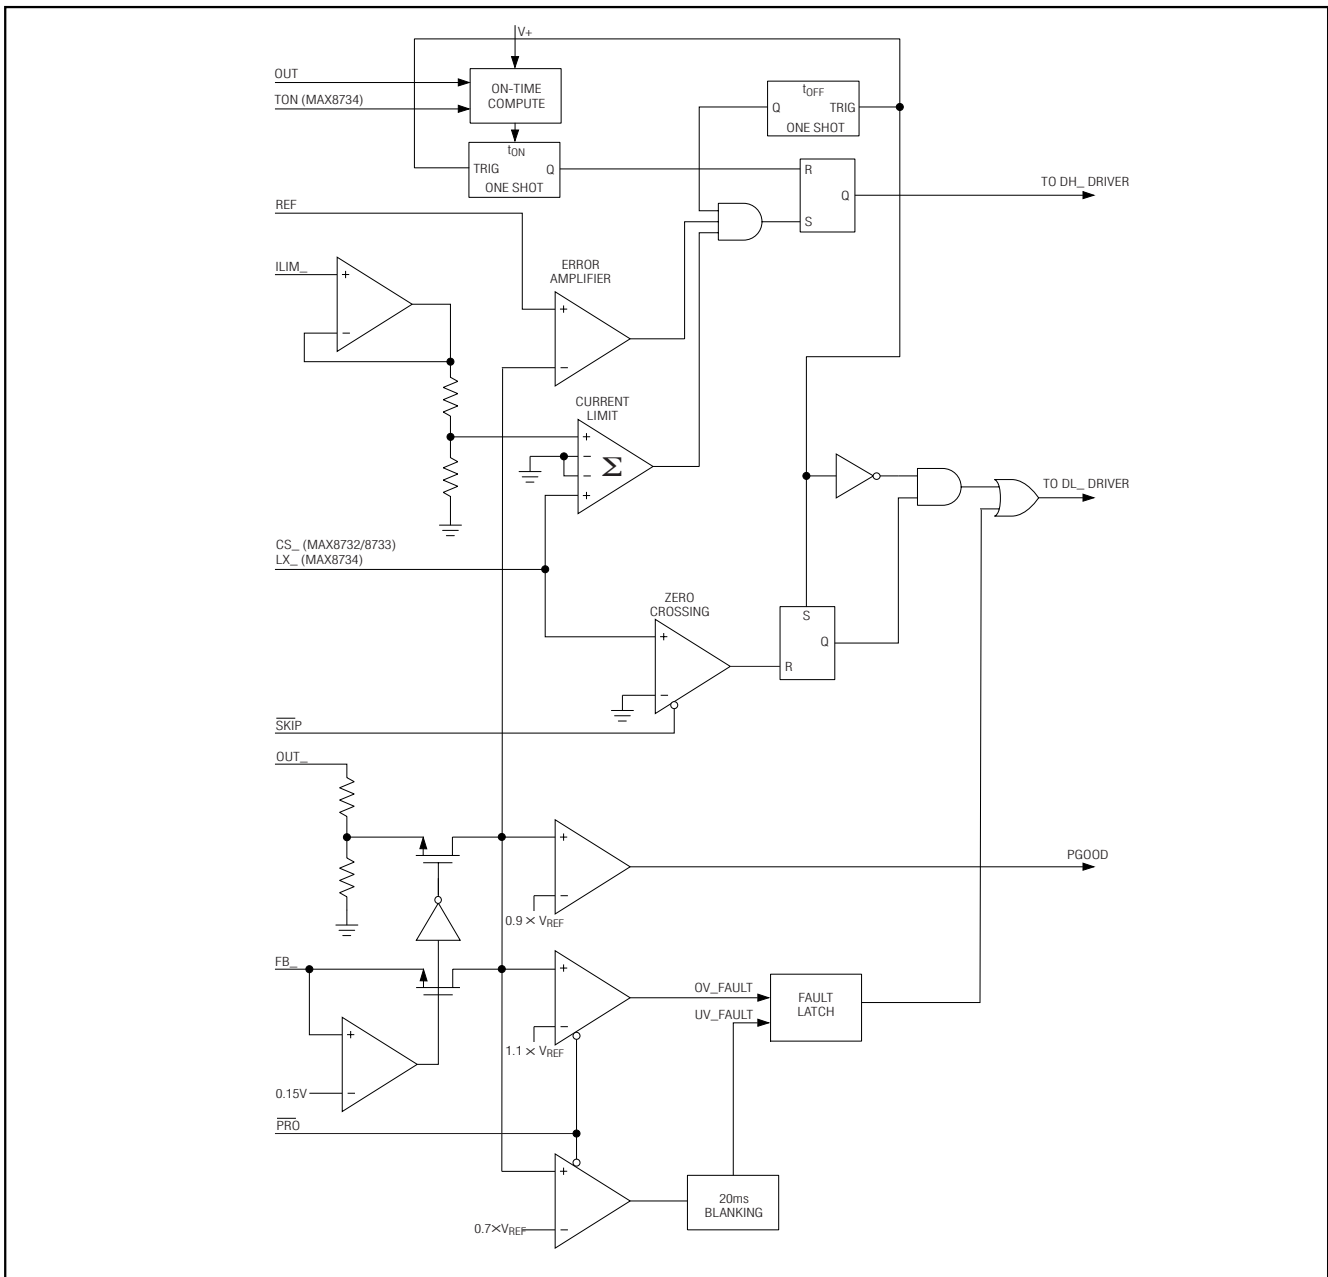 V+
OUT
TON (MAX8734)
ON-TIME
COMPUTE
tOFF
Q TRIG
ONE SHOT
tON
TRIG Q
ONE SHOT
R
Q
S
TO DH_ DRIVER
REF
ILIM_
+
−
ERROR
AMPLIFIER
+
−
CURRENT
LIMIT
+
−
−
+
Σ
TO DL_ DRIVER
CS_ (MAX8732/8733)
LX_ (MAX8734)
ZERO
CROSSING
+
−
S
Q
R
SKIP
OUT_
+
−
0.9 × VREF
PGOOD
FB_
+
−
1.1 × VREF
OV_FAULT
UV_FAULT
FAULT
LATCH
+
−
0.15V
PRO
+
−
0.7×VREF
20ms
BLANKING